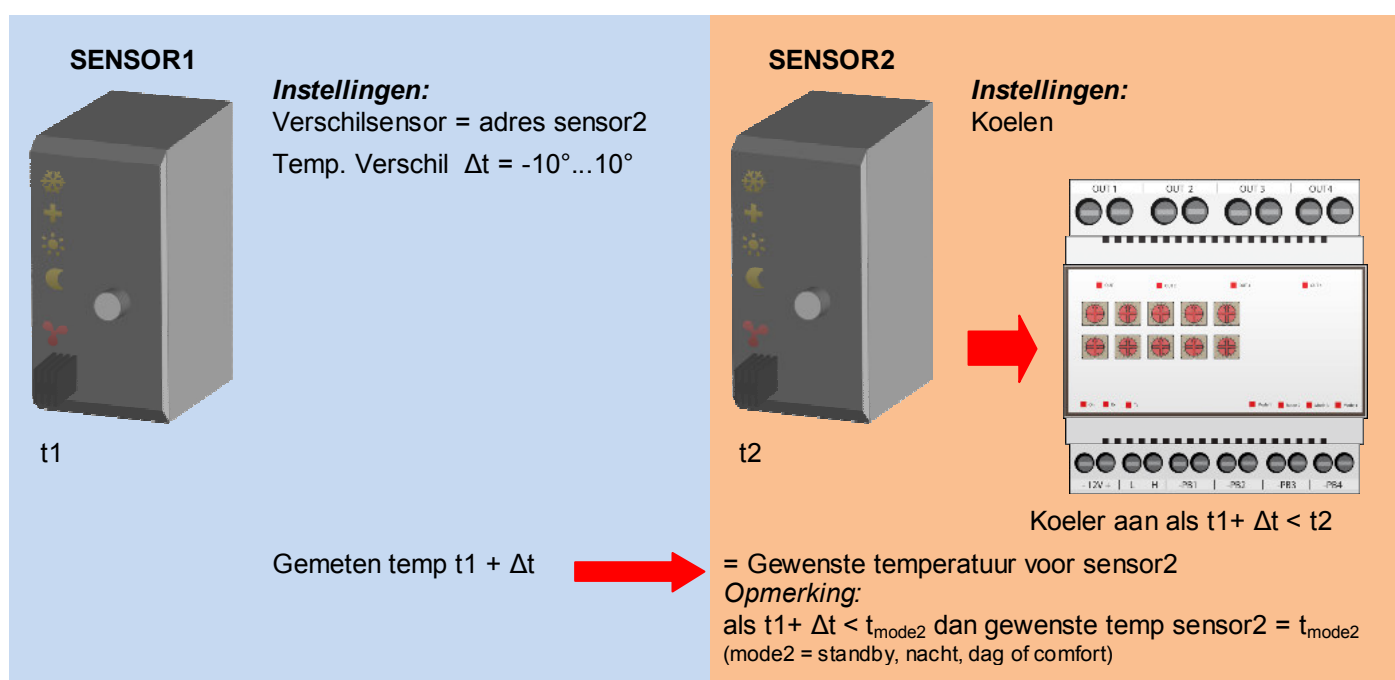 SENSOR1
Instellingen:
Verschilsensor = adres sensor2
Temp. Verschil Δt = -10°...10°
t1
Gemeten temp t1 + Δt
SENSOR2
Instellingen:
Koelen
OUT 1 | OUT 2 | OUT 3 | OUT 4
- 12V + | L H | -PB1 | -PB2 | -PB3 | -PB4
t2
Koeler aan als t1+ Δt < t2
= Gewenste temperatuur voor sensor2
Opmerking:
als t1+ Δt < tmode2 dan gewenste temp sensor2 = tmode2
(mode2 = standby, nacht, dag of comfort)